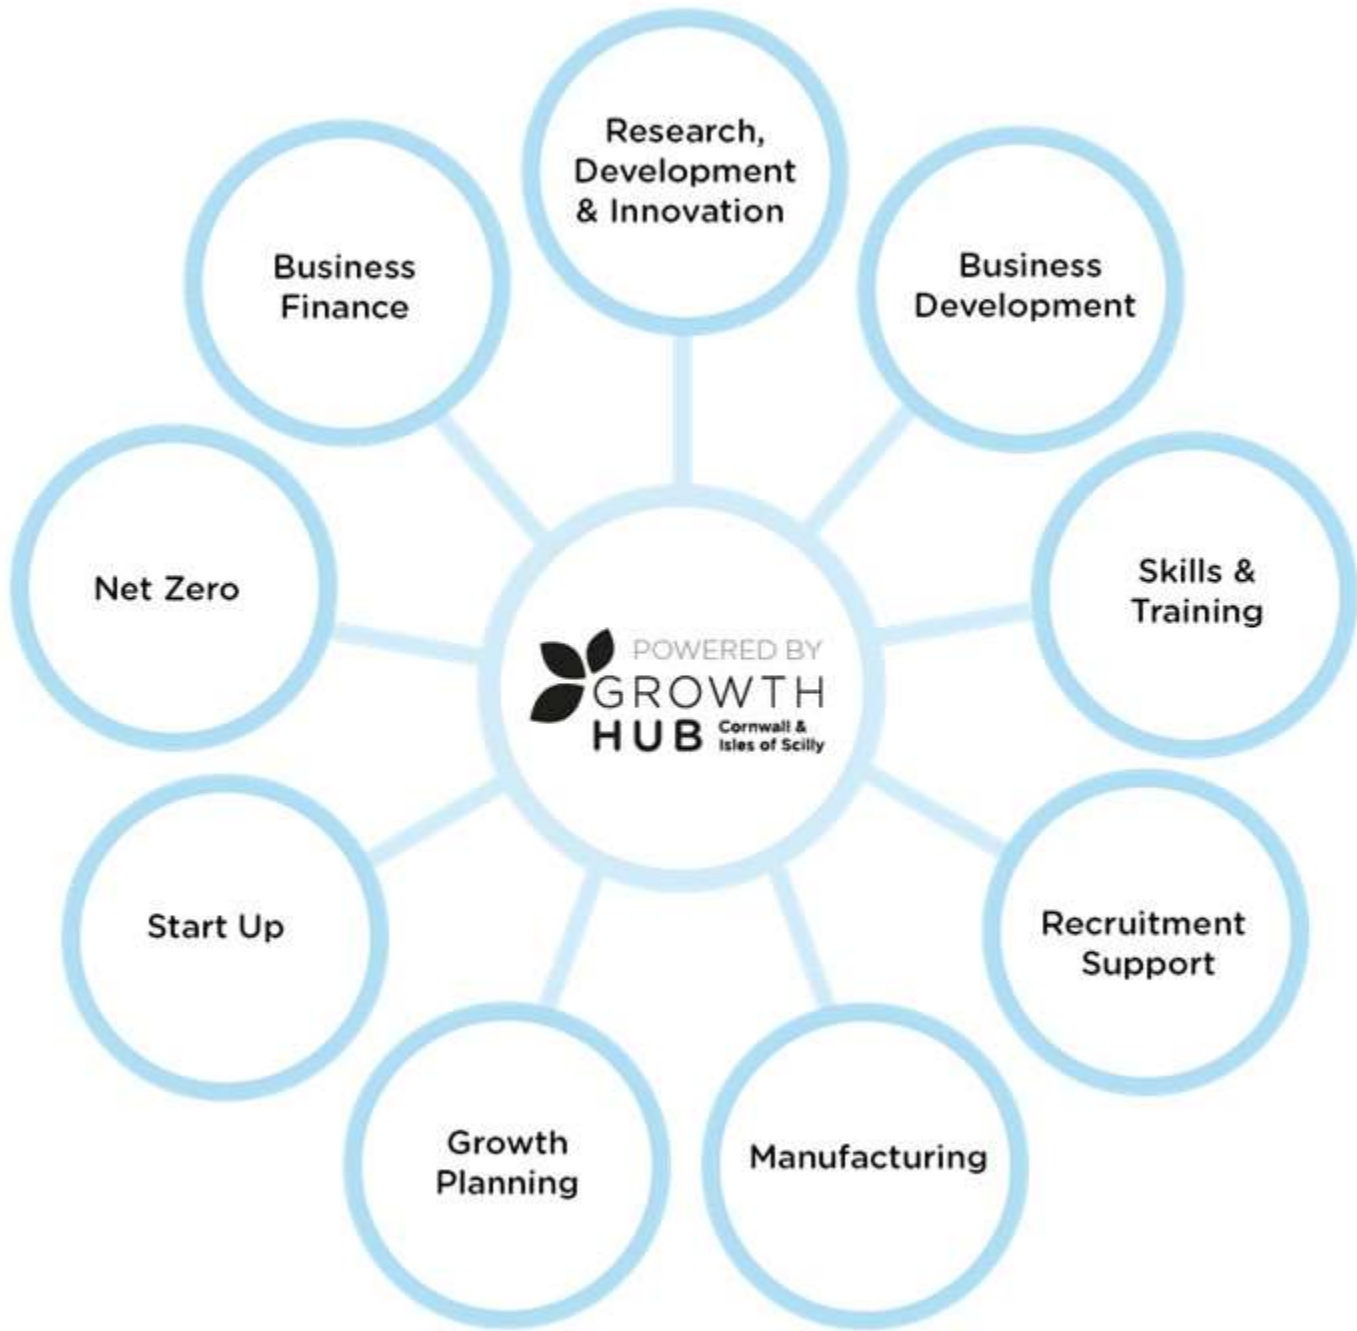 Research,
Development
& Innovation
Business
Development
Skills &
Training
Recruitment
Support
Manufacturing
Growth
Planning
Start Up
Net Zero
Business
Finance
POWERED BY
GROWTH
HUB Cornwall &
Isles of Scilly